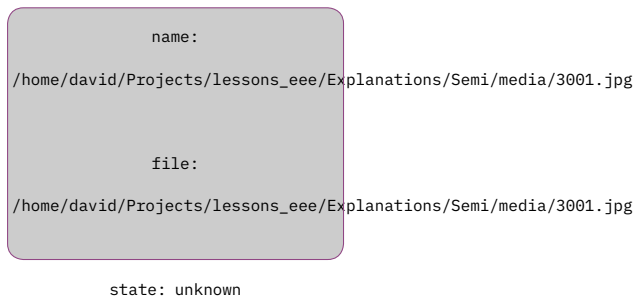 name:
/home/david/Projects/lessons_eee/Explanations/Semi/media/3001.jpg
file:
/home/david/Projects/lessons_eee/Explanations/Semi/media/3001.jpg
state: unknown